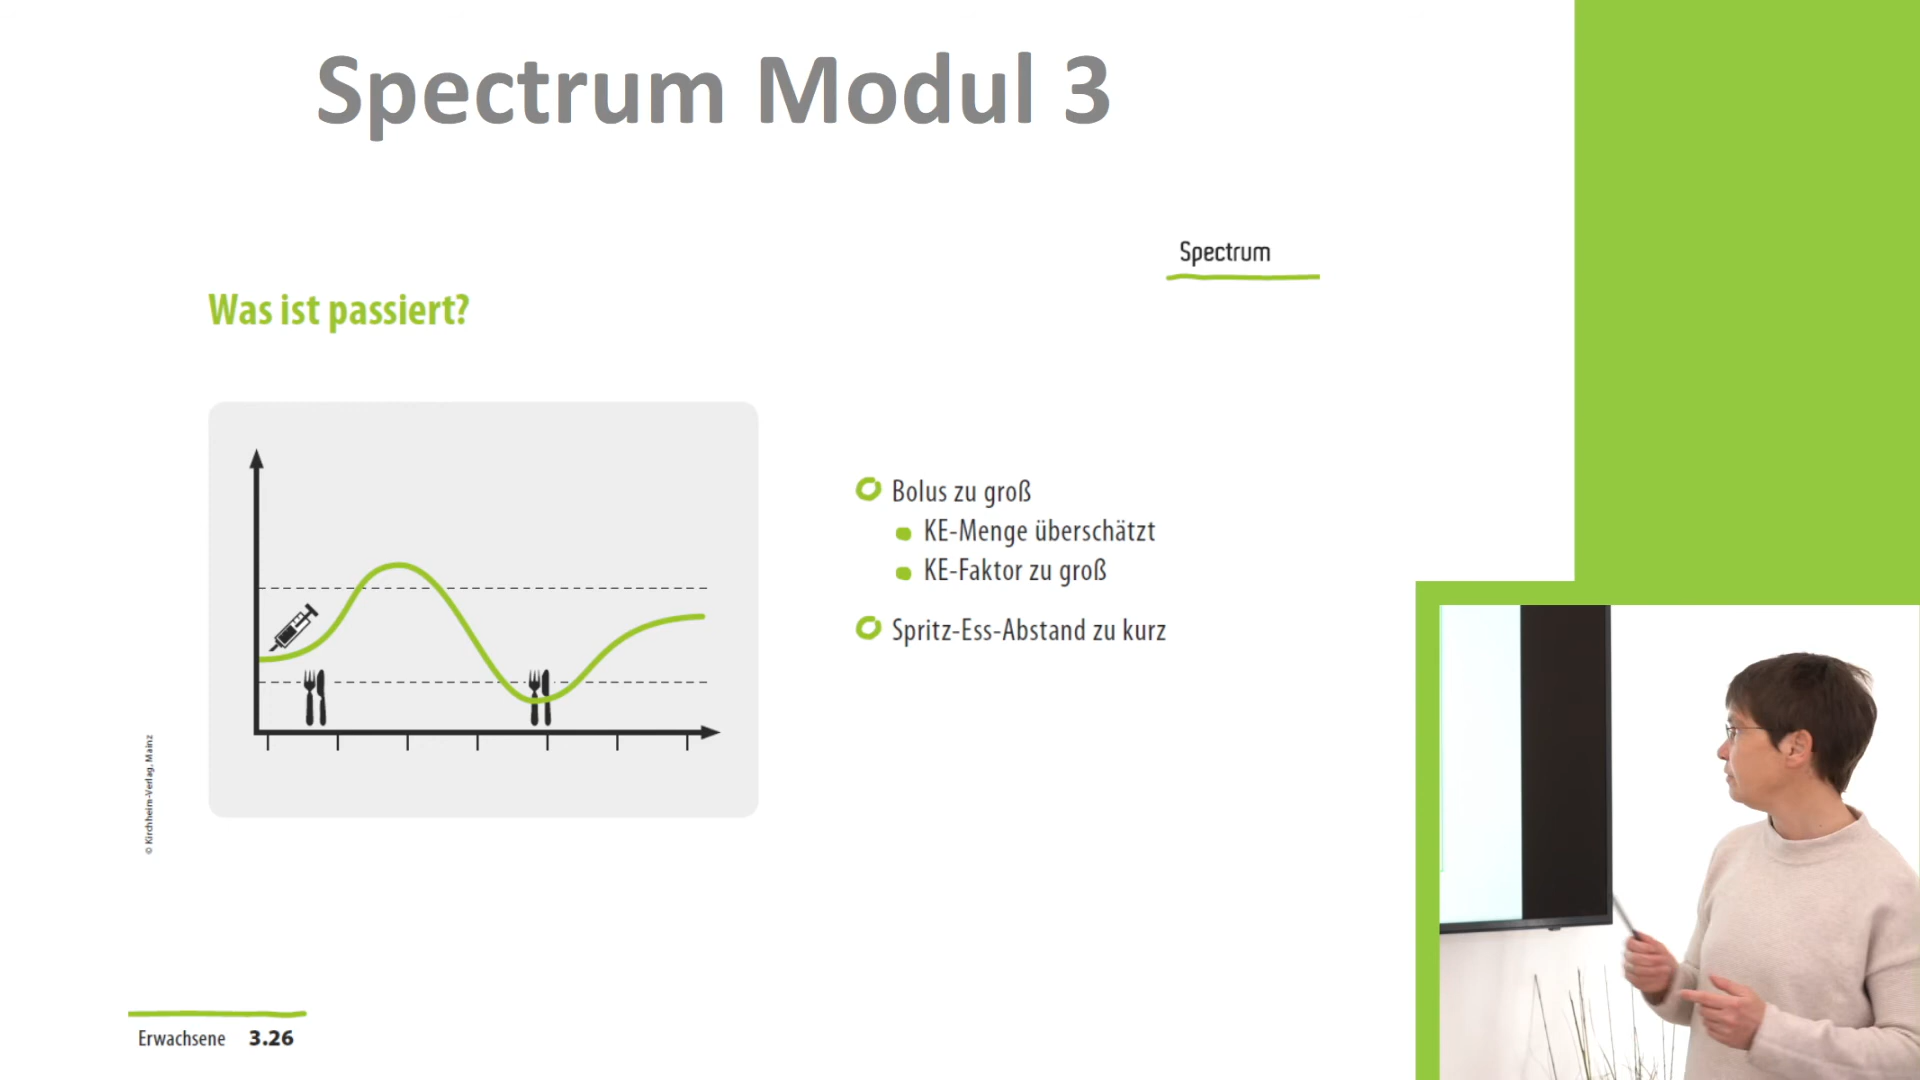 Spectrum Modul 3
Spectrum
Was ist passiert?
Bolus zu groß
KE-Menge überschätzt
KE-Faktor zu groß
Spritz-Ess-Abstand zu kurz
© Kirchheim-Verlag, Mainz
Erwachsene 3.26